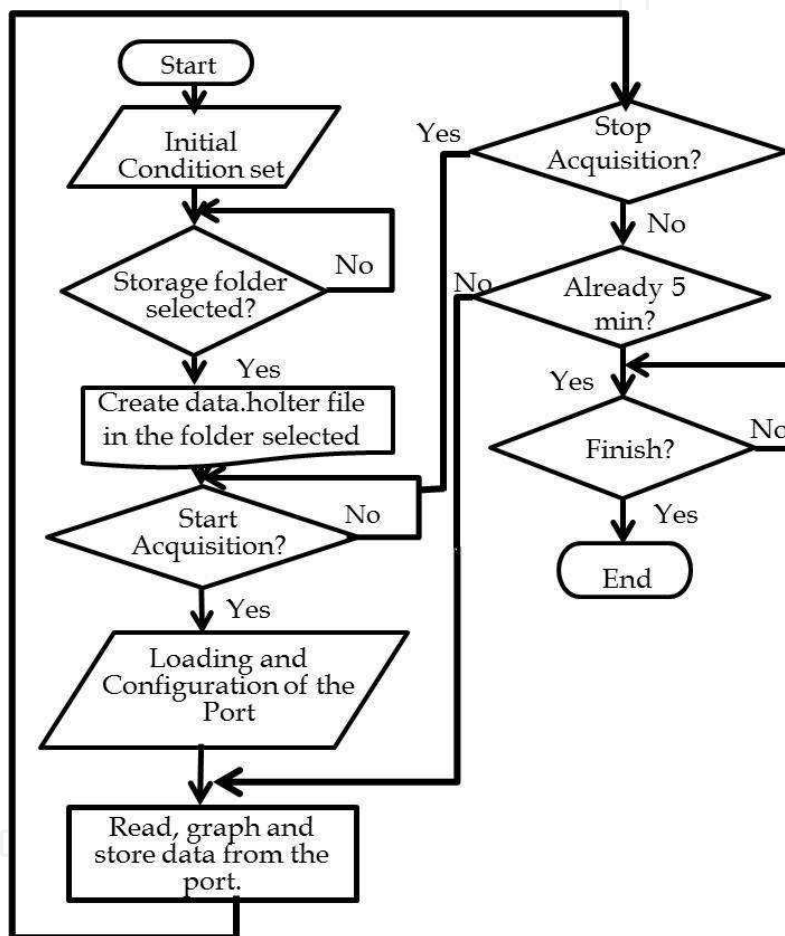 Start
Initial
Condition set
No
Storage folder
selected?
Yes
Create data.holter file
in the folder selected
Start
Acquisition?
No
Yes
Loading and
Configuration of the
Port
Read, graph and
store data from the
port.
Yes
Stop
Acquisition?
No
No
Already 5
min?
Yes
Finish?
No
Yes
End